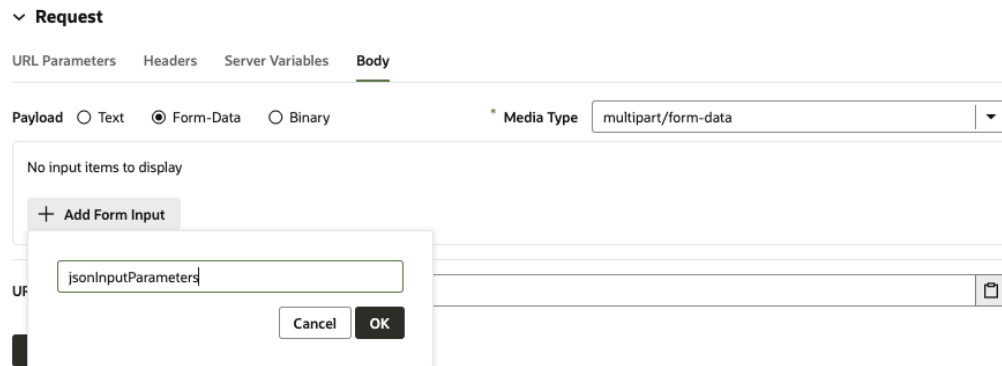 Request
URL Parameters Headers Server Variables Body
Payload Text Form-Data Binary * Media Type multipart/form-data
No input items to display
+ Add Form Input
jsonInputParameters
Cancel OK